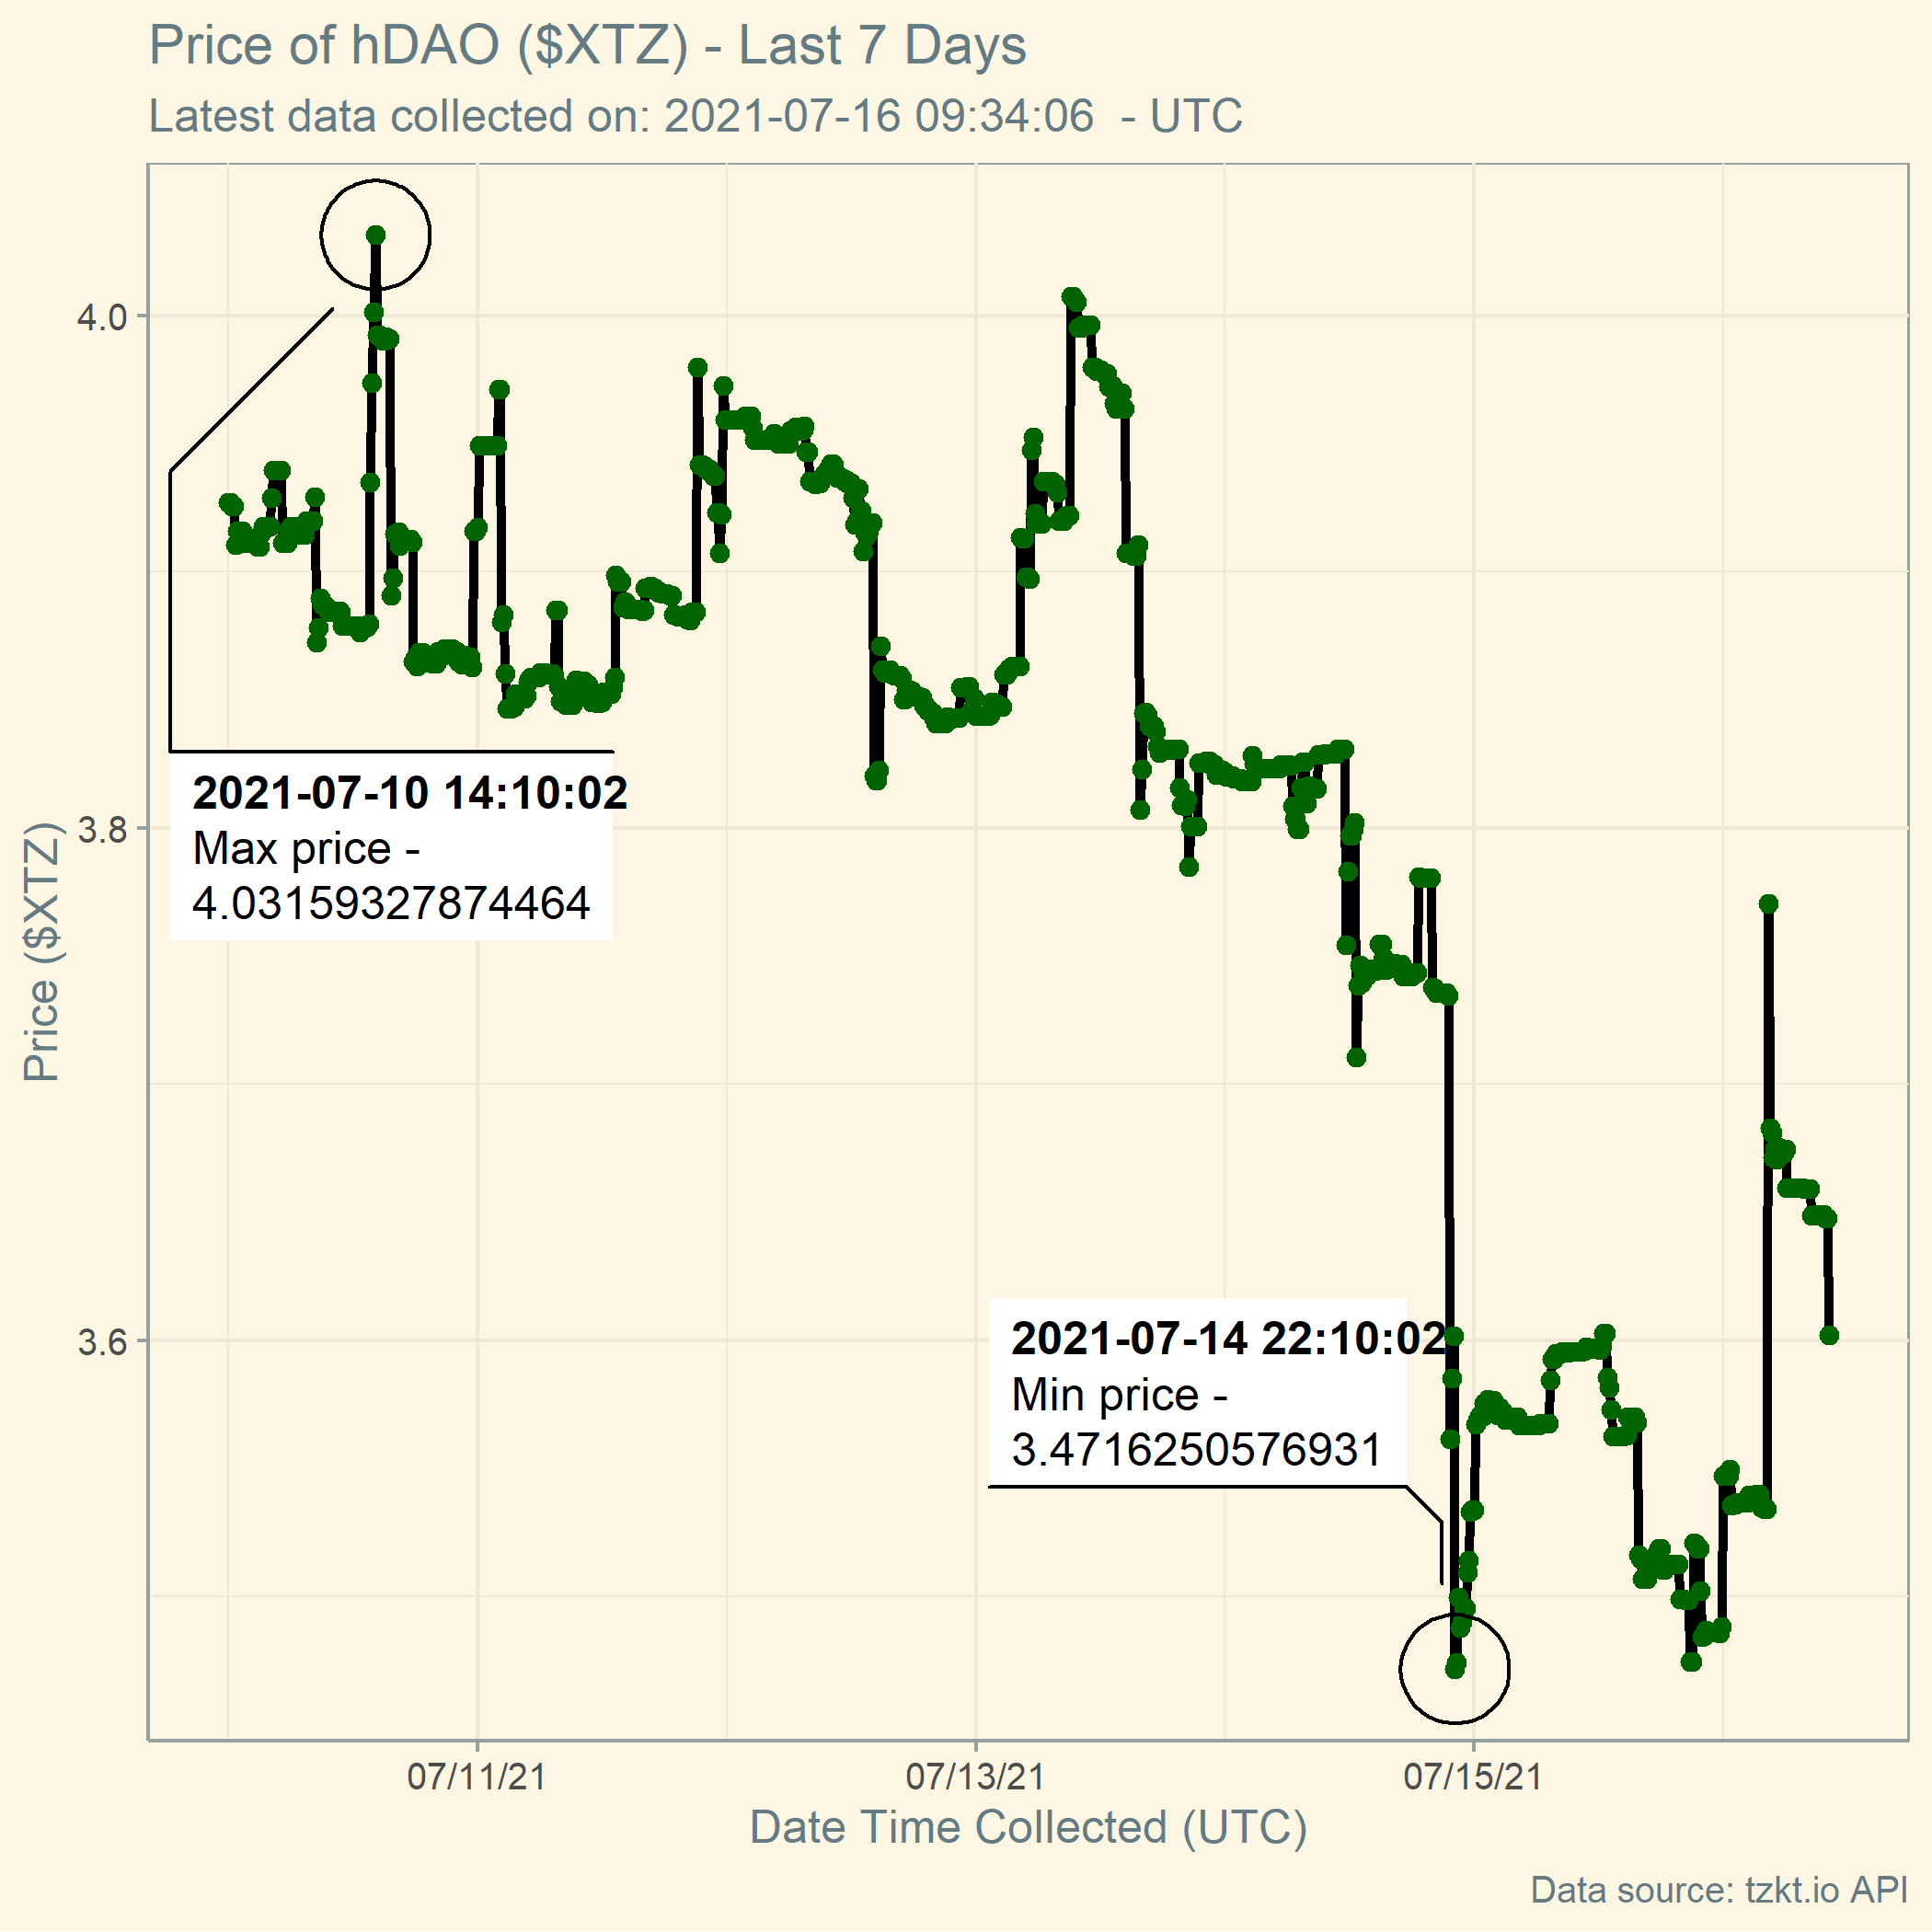 Price of hDAO ($XTZ) - Last 7 Days
Latest data collected on: 2021-07-16 09:34:06  - UTC
4.0
3.8
3.6
Price ($XTZ)
2021-07-10 14:10:02
Max price -
4.03159327874464
2021-07-14 22:10:02
Min price -
3.4716250576931
07/11/21
07/13/21
07/15/21
Date Time Collected (UTC)
Data source: tzkt.io API